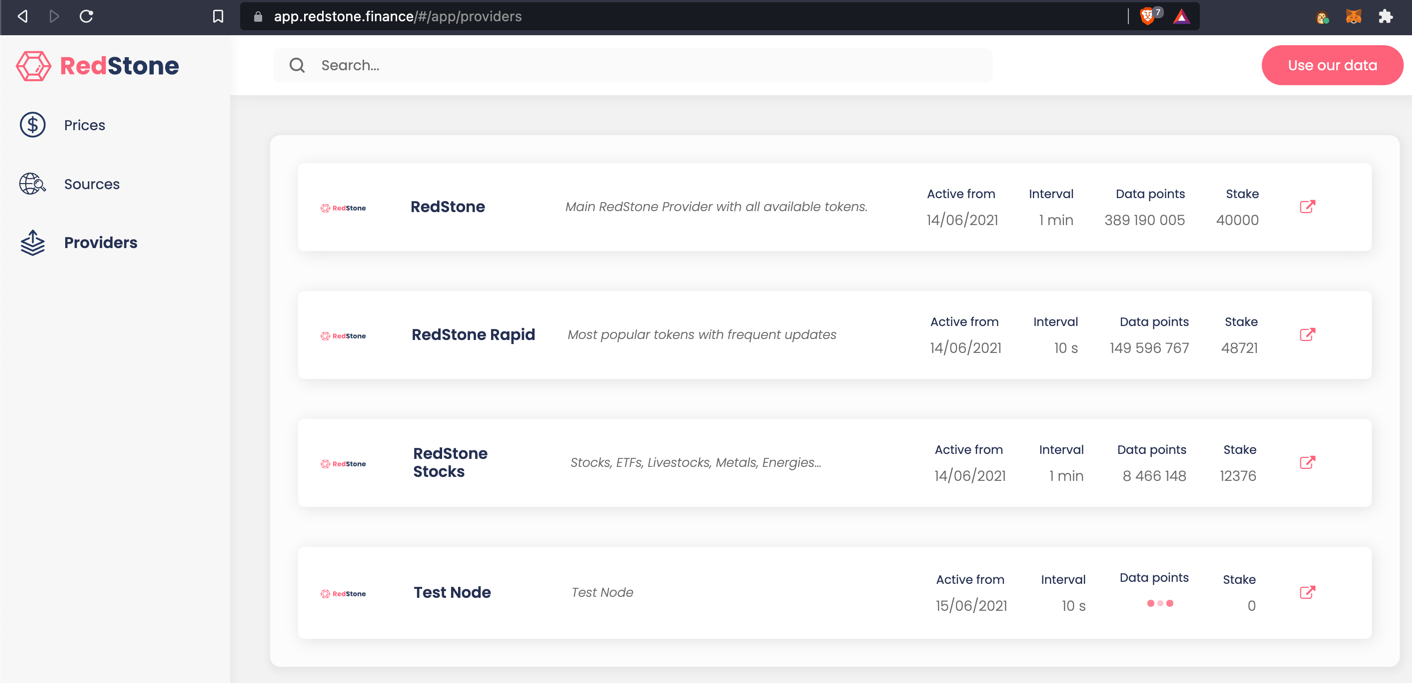 app.redstone.finance/#/app/providers
7
RedStone
Search...
Use our data
Prices
Sources
Providers
RedStone
RedStone
Main RedStone Provider with all available tokens.
Active from Interval Data points Stake
14/06/2021 1 min 389 190 005 40000
RedStone
RedStone Rapid
Most popular tokens with frequent updates
Active from Interval Data points Stake
14/06/2021 10 s 149 596 767 48721
RedStone
RedStone
Stocks
Stocks, ETFs, Livestocks, Metals, Energies...
Active from Interval Data points Stake
14/06/2021 1 min 8 466 148 12376
RedStone
Test Node
Test Node
Active from Interval Data points Stake
15/06/2021 10 s 0